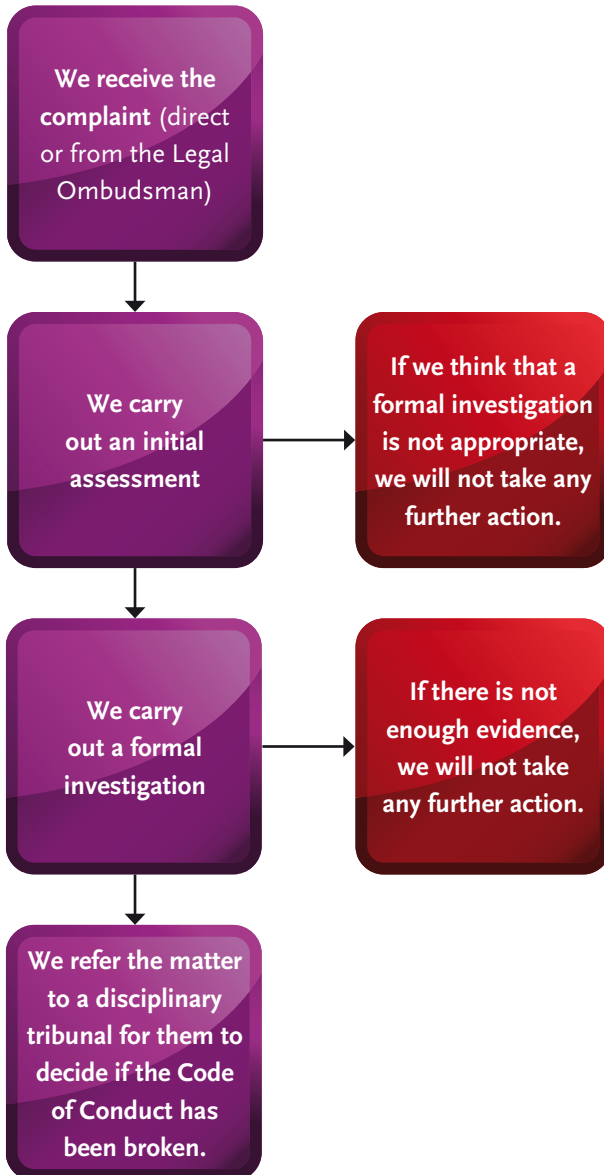 We receive the
complaint (direct
or from the Legal
Ombudsman)
We carry
out an initial
assessment
If we think that a
formal investigation
is not appropriate,
we will not take any
further action.
We carry
out a formal
investigation
If there is not
enough evidence,
we will not take
any further action.
We refer the matter
to a disciplinary
tribunal for them to
decide if the Code
of Conduct has
been broken.